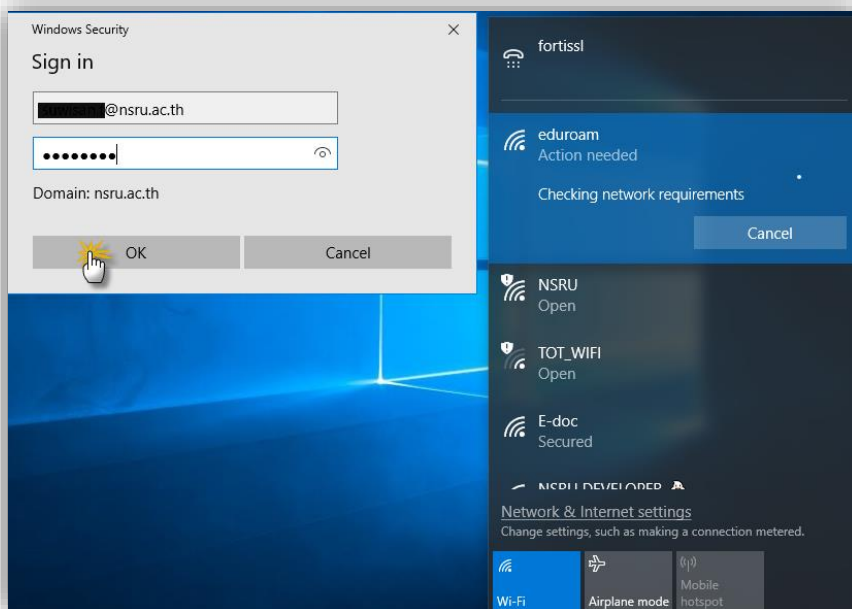 Windows Security
Sign in
@nsru.ac.th
Domain: nsru.ac.th
OK
Cancel
fortissl
eduroam
Action needed
Checking network requirements
Cancel
NSRU
Open
TOT_WIFI
Open
E-doc
Secured
NSRU DEVELOPER
Network & Internet settings
Change settings, such as making a connection metered.
Wi-Fi
Airplane mode
Mobile
hotspot